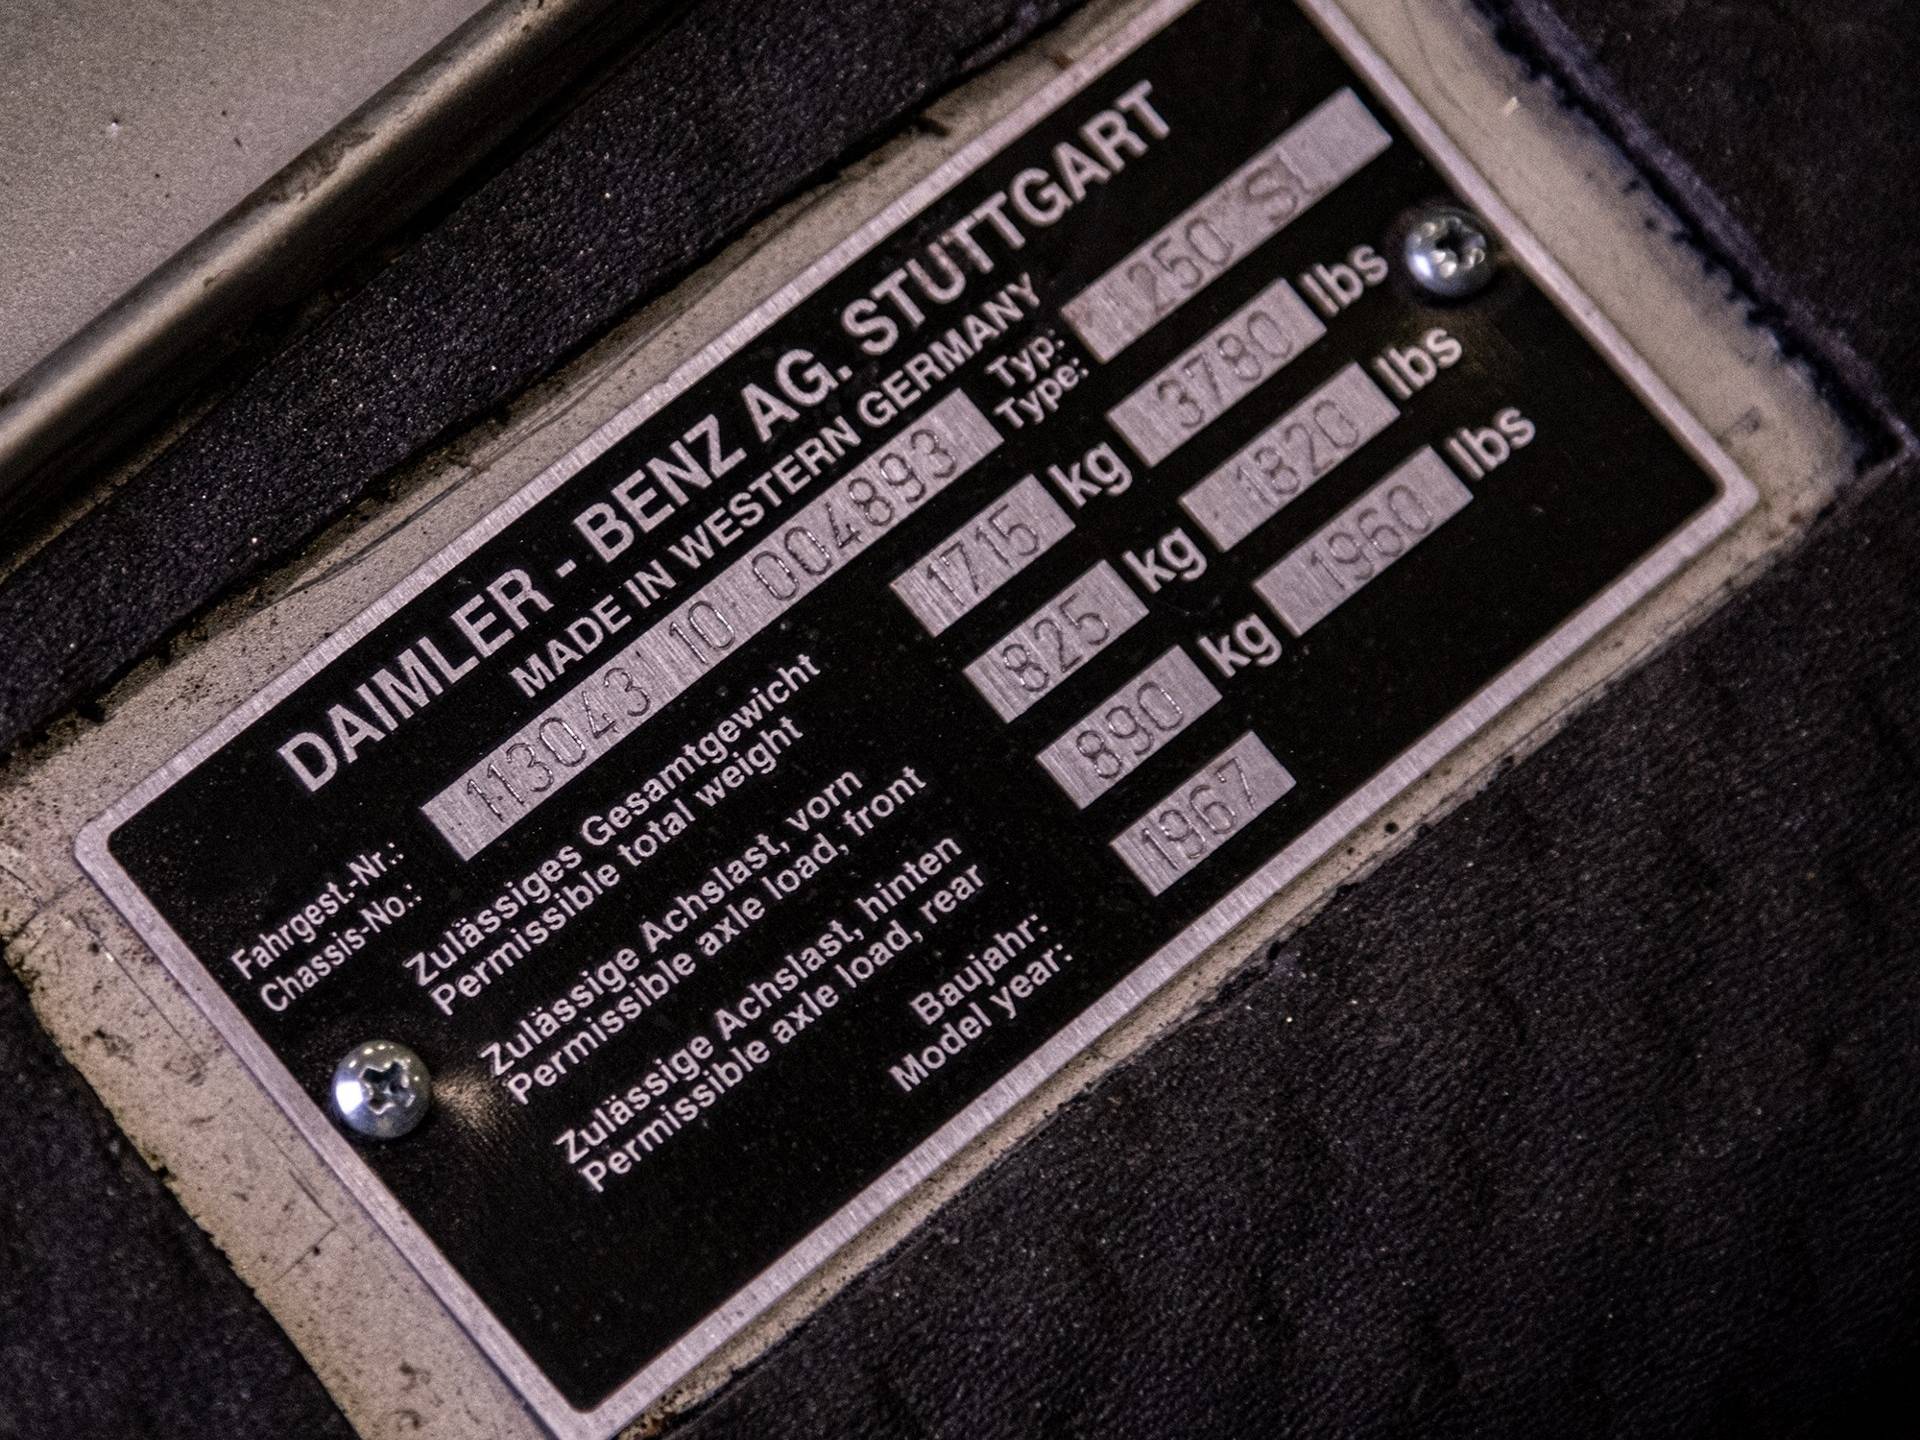 DAIMLER - BENZ AG. STUTTGART
MADE IN WESTERN GERMANY
Fahrgest.-Nr.:
Chassis-No.: 113043 10 004893
Typ:
Type: 250 SL
Zulässiges Gesamtgewicht
Permissible total weight 1715 kg 3780 lbs
Zulässige Achslast, vorn
Permissible axle load, front 825 kg 1820 lbs
Zulässige Achslast, hinten
Permissible axle load, rear 890 kg 1960 lbs
Baujahr:
Model year: 1967